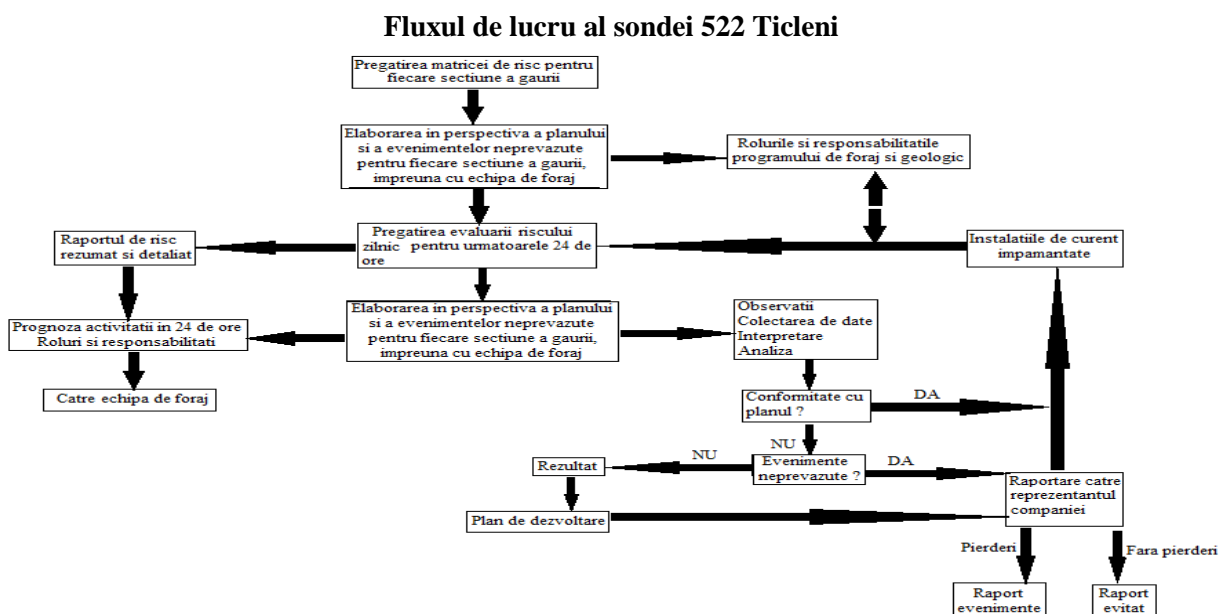 Fluxul de lucru al sondei 522 Ticleni
Pregatirea matricei de risc pentru
fiecare sectiune a gaurii
Elaborarea in perspectiva a planului
si a evenimentelor neprevazute
pentru fiecare sectiune a gaurii,
impreuna cu echipa de foraj
Rolurile si responsabilitatile
programului de foraj si geologic
Raportul de risc
rezumat si detaliat
Pregatirea evaluarii riscului
zilnic pentru urmatoarele 24 de
ore
Instalatiile de curent
impamantate
Prognoza activitatii in 24 de ore
Roluri si responsabilitati
Elaborarea in perspectiva a planului
si a evenimentelor neprevazute
pentru fiecare sectiune a gaurii,
impreuna cu echipa de foraj
Observatii
Colectarea de date
Interpretare
Analiza
Catre echipa de foraj
Conformitate cu
planul ?
DA
NU
Rezultat
NU
Evenimente
neprevazute ?
DA
Raportare catre
reprezentantul
companiei
Plan de dezvoltare
Pierderi
Fara pierderi
Raport
evenimente
Raport
evitat